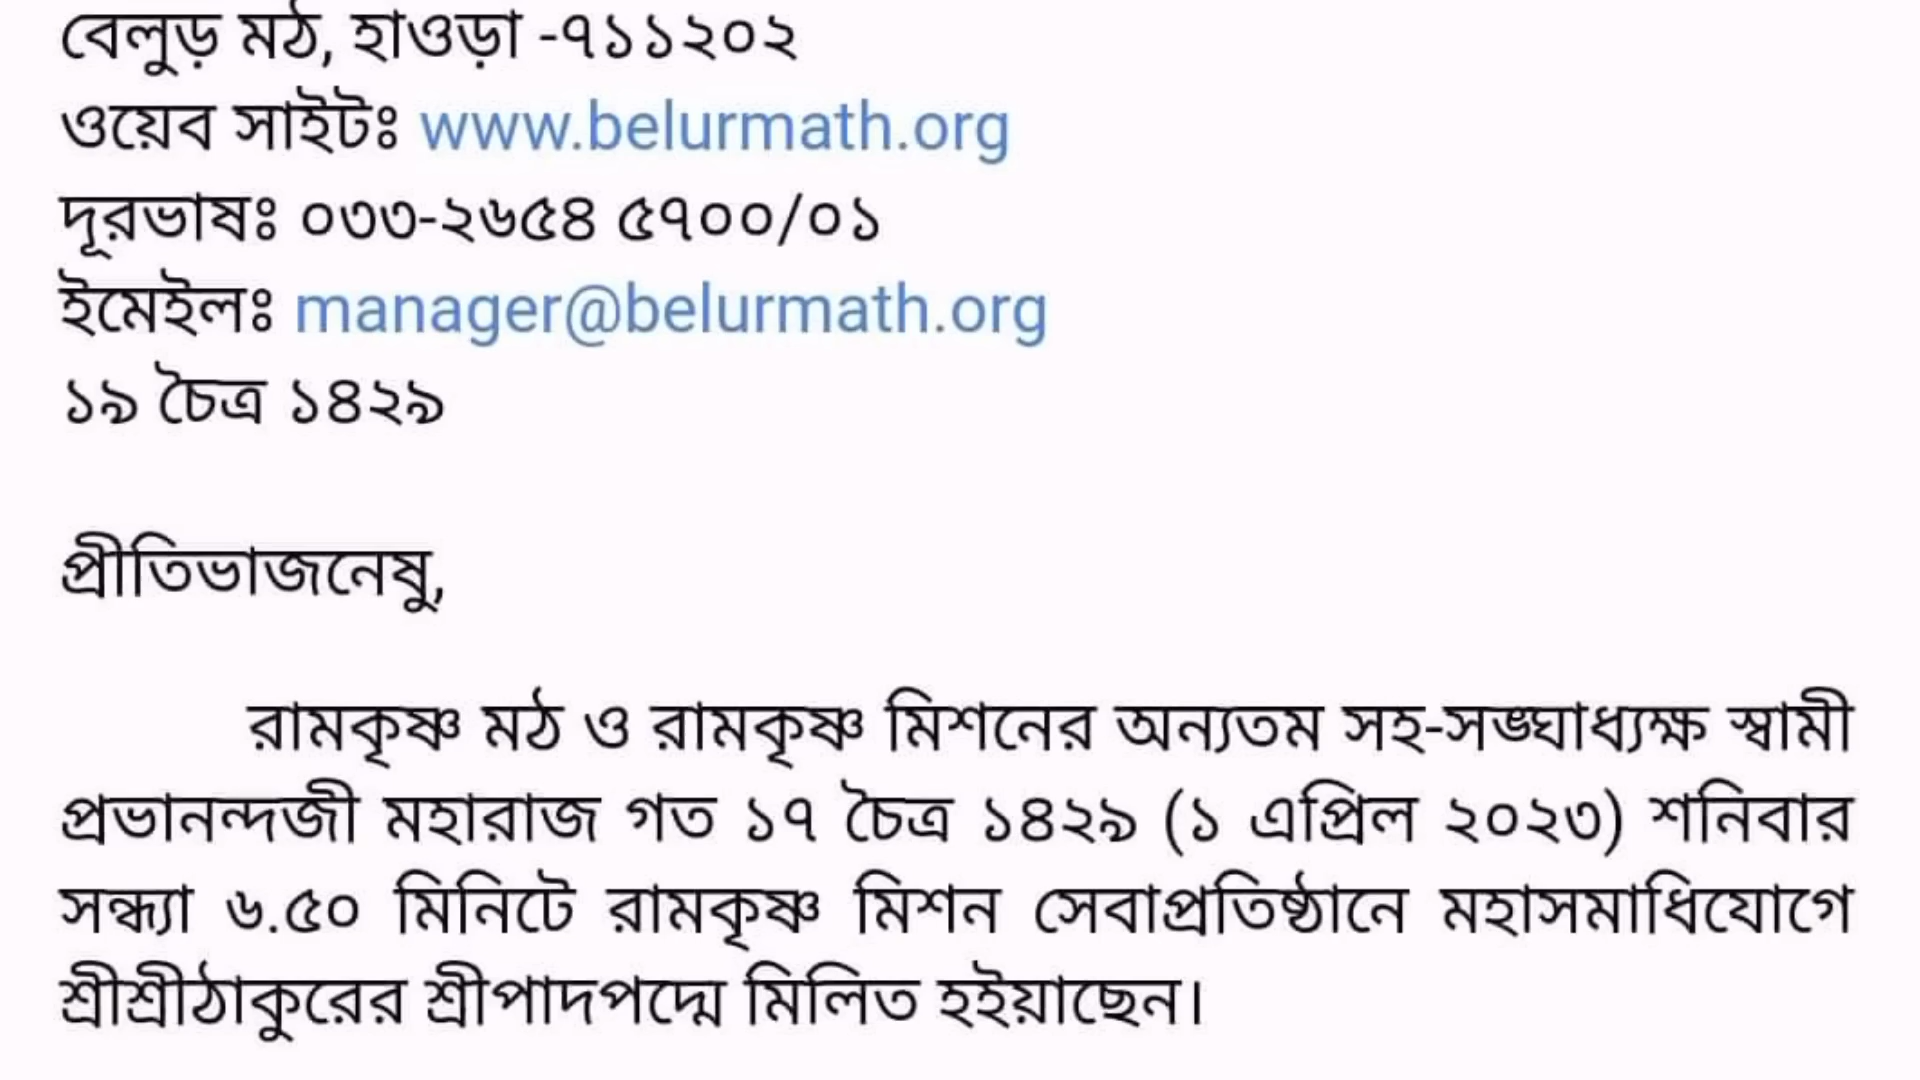 বেলুড় মঠ, হাওড়া -৭১১২০২
ওয়েব সাইটঃ www.belurmath.org
দূরভাষঃ ০৩৩-২৬৫৪ ৫৭০০/০১
ইমেইলঃ manager@belurmath.org
১৯ চৈত্র ১৪২৯
প্রীতিভাজনেষু,
রামকৃষ্ণ মঠ ও রামকৃষ্ণ মিশনের অন্যতম সহ-সঙ্ঘাধ্যক্ষ স্বামী
প্রভানন্দজী মহারাজ গত ১৭ চৈত্র ১৪২৯ (১ এপ্রিল ২০২৩) শনিবার
সন্ধ্যা ৬.৫০ মিনিটে রামকৃষ্ণ মিশন সেবাপ্রতিষ্ঠানে মহাসমাধিযোগে
শ্রীশ্রীঠাকুরের শ্রীপাদপদ্মে মিলিত হইয়াছেন।